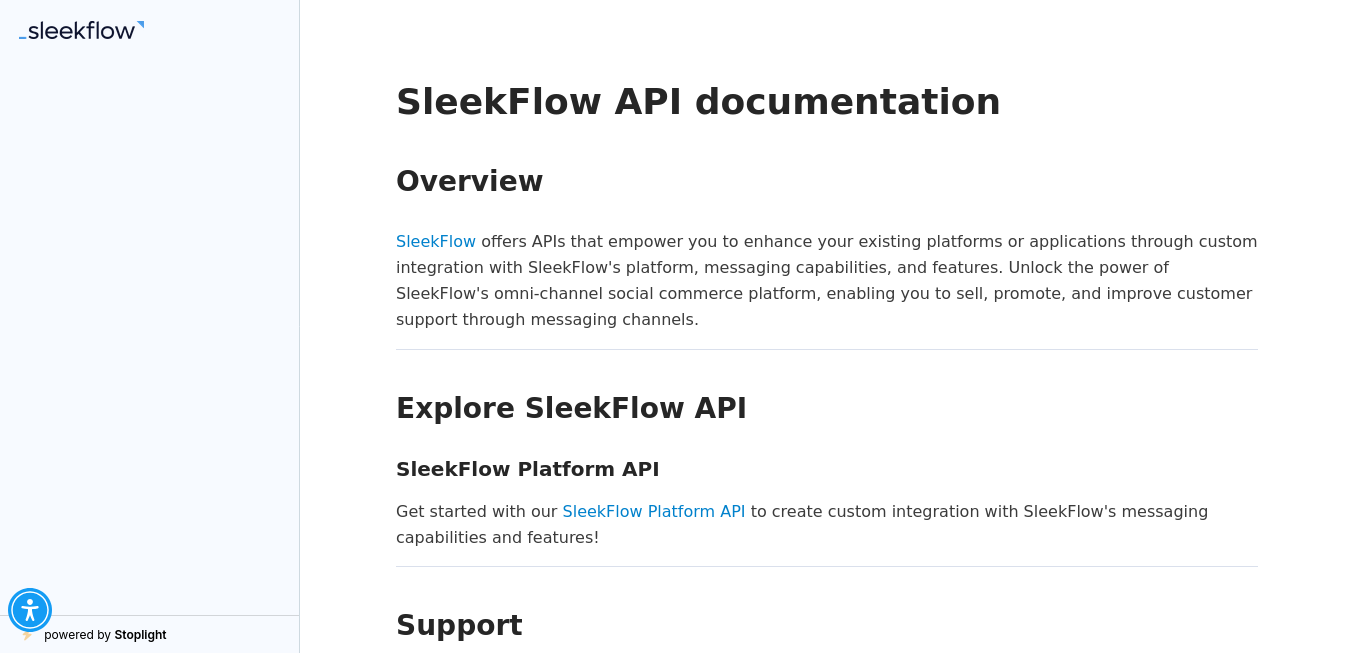 sleekflow
SleekFlow API documentation
Overview
SleekFlow offers APIs that empower you to enhance your existing platforms or applications through custom
integration with SleekFlow's platform, messaging capabilities, and features. Unlock the power of
SleekFlow's omni-channel social commerce platform, enabling you to sell, promote, and improve customer
support through messaging channels.
Explore SleekFlow API
SleekFlow Platform API
Get started with our SleekFlow Platform API to create custom integration with SleekFlow's messaging
capabilities and features!
Support
powered by Stoplight